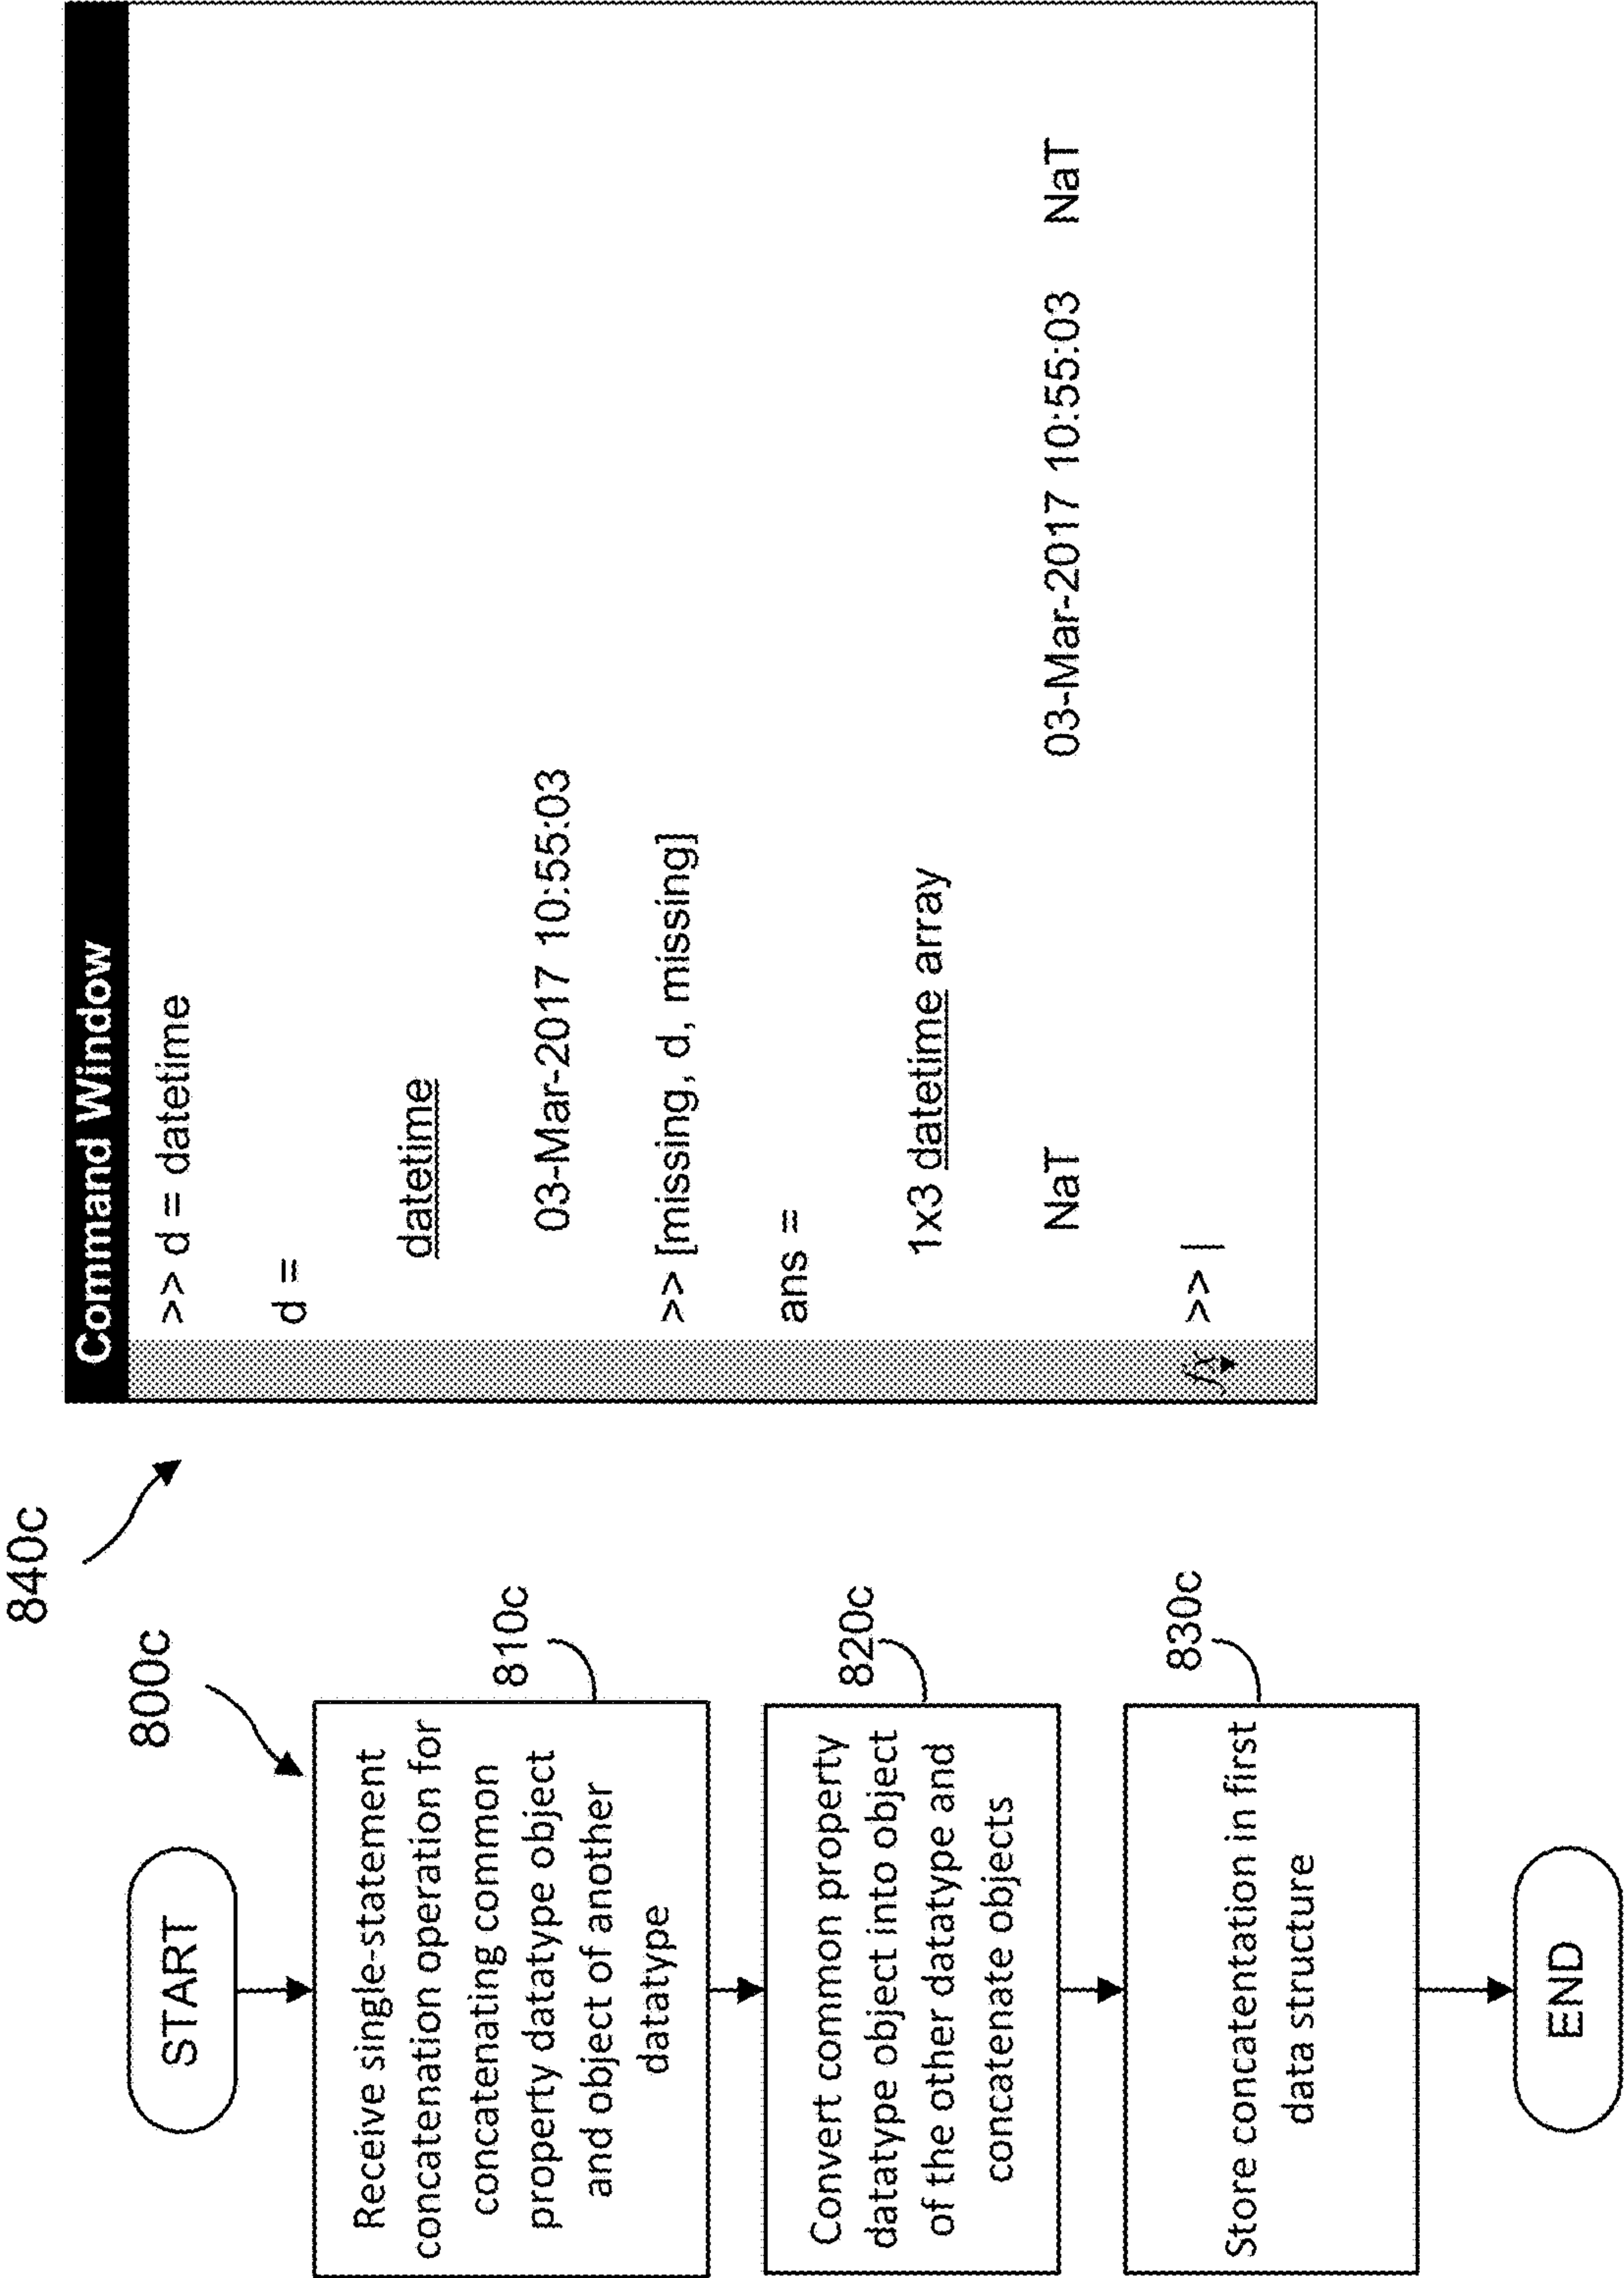 800c
START
Receive single-statement
concatenation operation for
concatenating common
property datatype object
and object of another
datatype
810c
Convert common property
datatype object into object
of the other datatype and
concatenate objects
820c
Store concatentation in first
data structure
830c
END
840c
Command Window
>> d = datetime
d =
datetime
03-Mar-2017 10:55:03
>> [missing, d, missing]
ans =
1x3 datetime array
NaT 03-Mar-2017 10:55:03 NaT
fx >> |